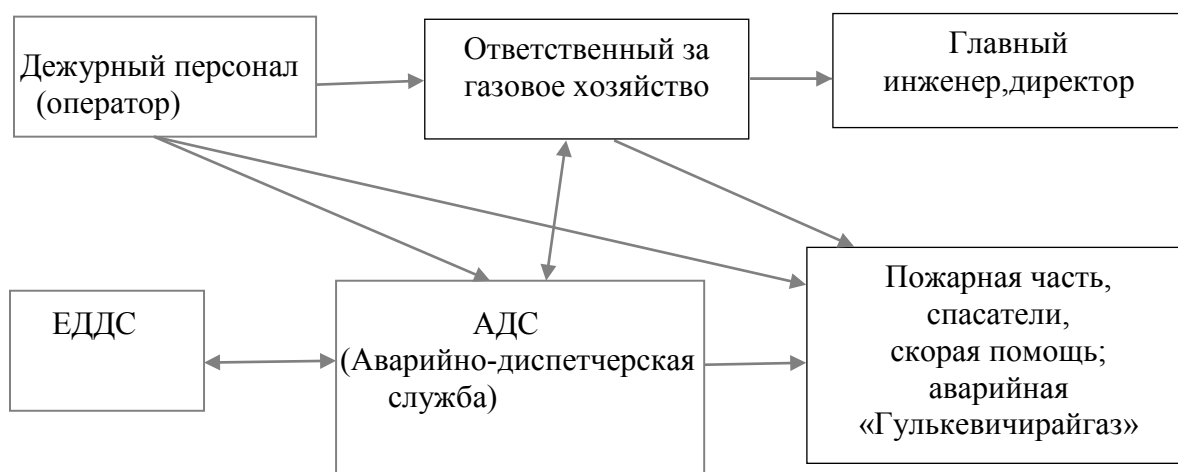 Дежурный персонал
(оператор)
Ответственный за
газовое хозяйство
Главный
инженер,директор
ЕДДС
АДС
(Аварийно-диспетчерская
служба)
Пожарная часть,
спасатели,
скорая помощь;
аварийная
«Гулькевичирайгаз»